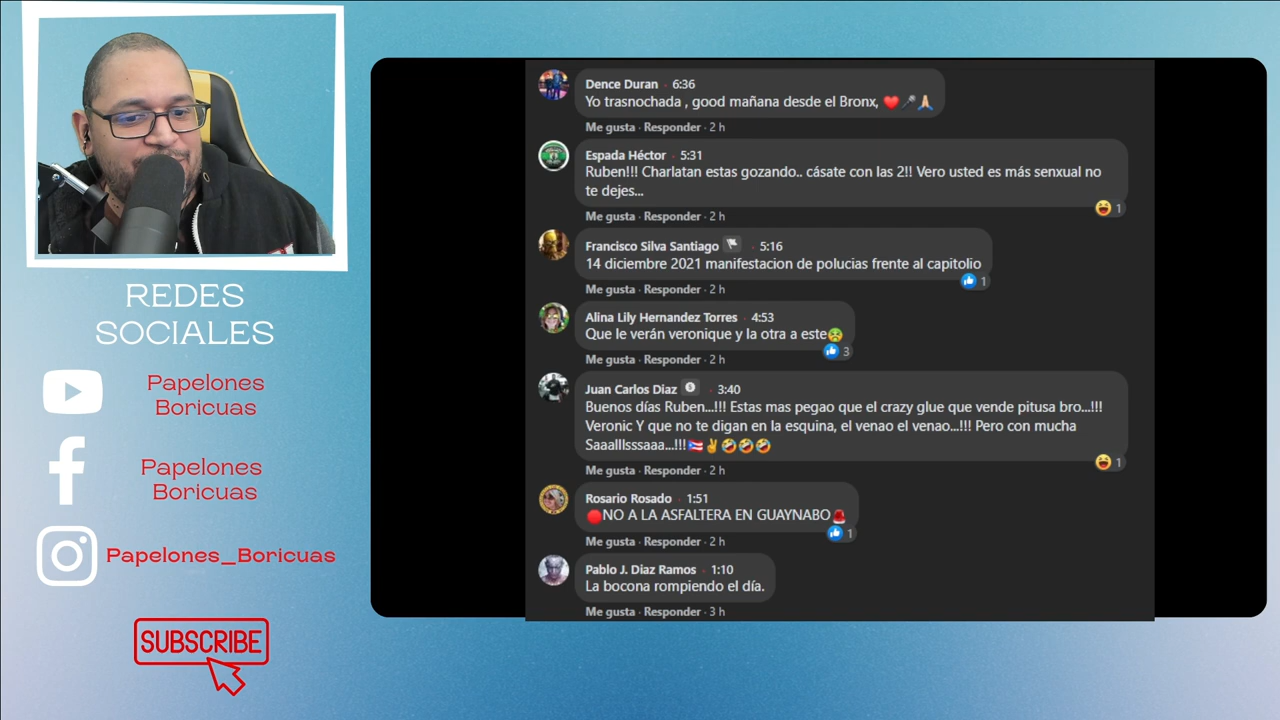 REDES
SOCIALES
Papelones
Boricuas
Papelones
Boricuas
Papelones_Boricuas
SUBSCRIBE
Dence Duran · 6:36
Yo trasnochada , good mañana desde el Bronx, ❤️🎤🙏🏼
Me gusta · Responder · 2 h
Espada Héctor · 5:31
Ruben!!! Charlatan estas gozando.. cásate con las 2!! Vero usted es más senxual no
te dejes...
1
Me gusta · Responder · 2 h
Francisco Silva Santiago · 5:16
14 diciembre 2021 manifestacion de polucias frente al capitolio
1
Me gusta · Responder · 2 h
Alina Lily Hernandez Torres · 4:53
Que le verán veronique y la otra a este🤢
3
Me gusta · Responder · 2 h
Juan Carlos Diaz · 3:40
Buenos días Ruben...!!! Estas mas pegao que el crazy glue que vende pitusa bro...!!!
Veronic Y que no te digan en la esquina, el venao el venao...!!! Pero con mucha
Saaalllsssaaa...!!!🇵🇷✌️🤣🤣🤣
1
Me gusta · Responder · 2 h
Rosario Rosado · 1:51
🛑NO A LA ASFALTERA EN GUAYNABO🚨
1
Me gusta · Responder · 2 h
Pablo J. Diaz Ramos · 1:10
La bocona rompiendo el día.
Me gusta · Responder · 3 h